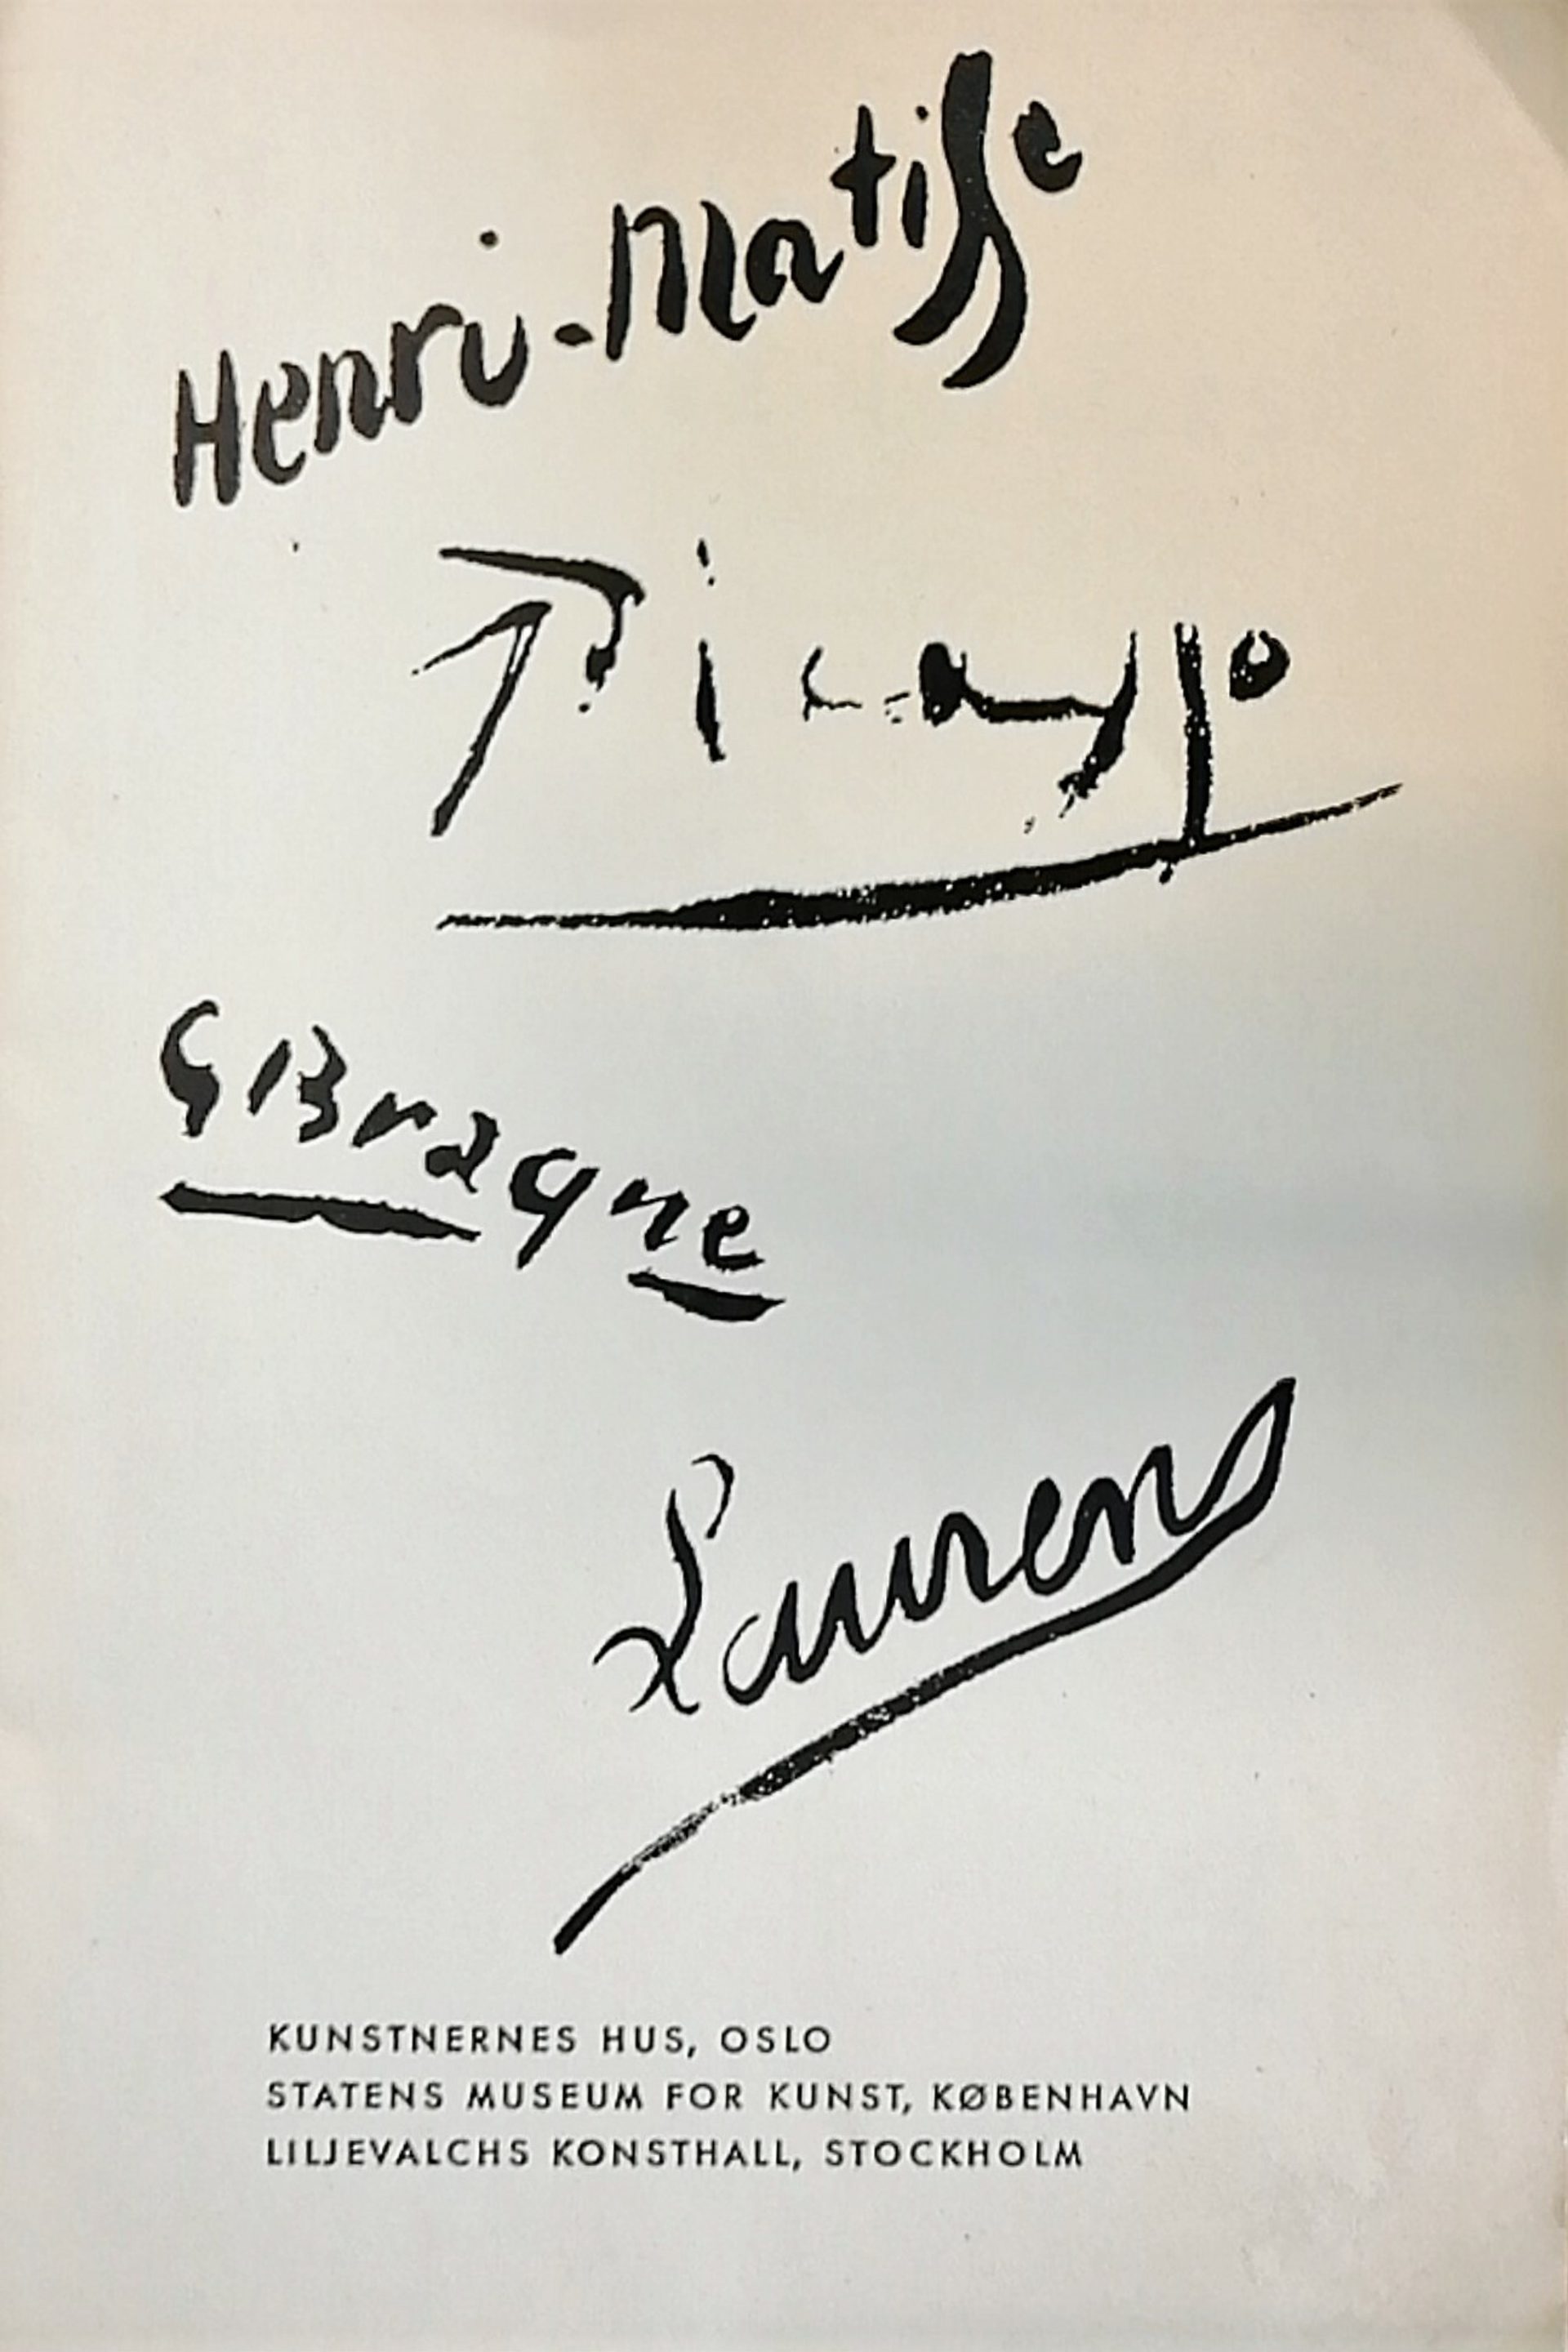 Henri-Matisse
Picasso
G Braque
Laurens
KUNSTNERNES HUS, OSLO
STATENS MUSEUM FOR KUNST, KØBENHAVN
LILJEVALCHS KONSTHALL, STOCKHOLM